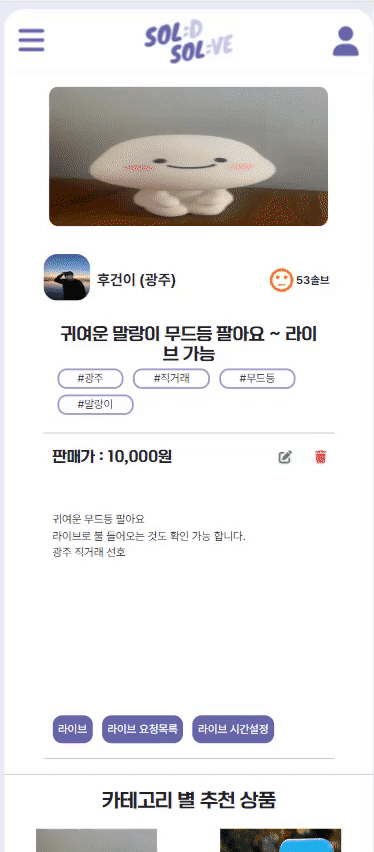 SOL:D
SOL:VE
후건이 (광주)
53솔브
귀여운 말랑이 무드등 팔아요 ~ 라이
브 가능
#광주 #직거래 #무드등
#말랑이
판매가 : 10,000원
귀여운 무드등 팔아요
라이브로 불 들어오는 것도 확인 가능 합니다.
광주 직거래 선호
라이브 라이브 요청목록 라이브 시간설정
카테고리 별 추천 상품